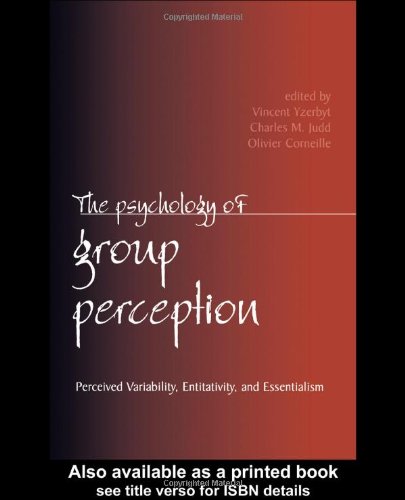 edited by
Vincent Yzerbyt
Charles M. Judd
Olivier Corneille
The psychology of
group
perception
Perceived Variability, Entitativity, and Essentialism
Also available as a printed book
see title verso for ISBN details